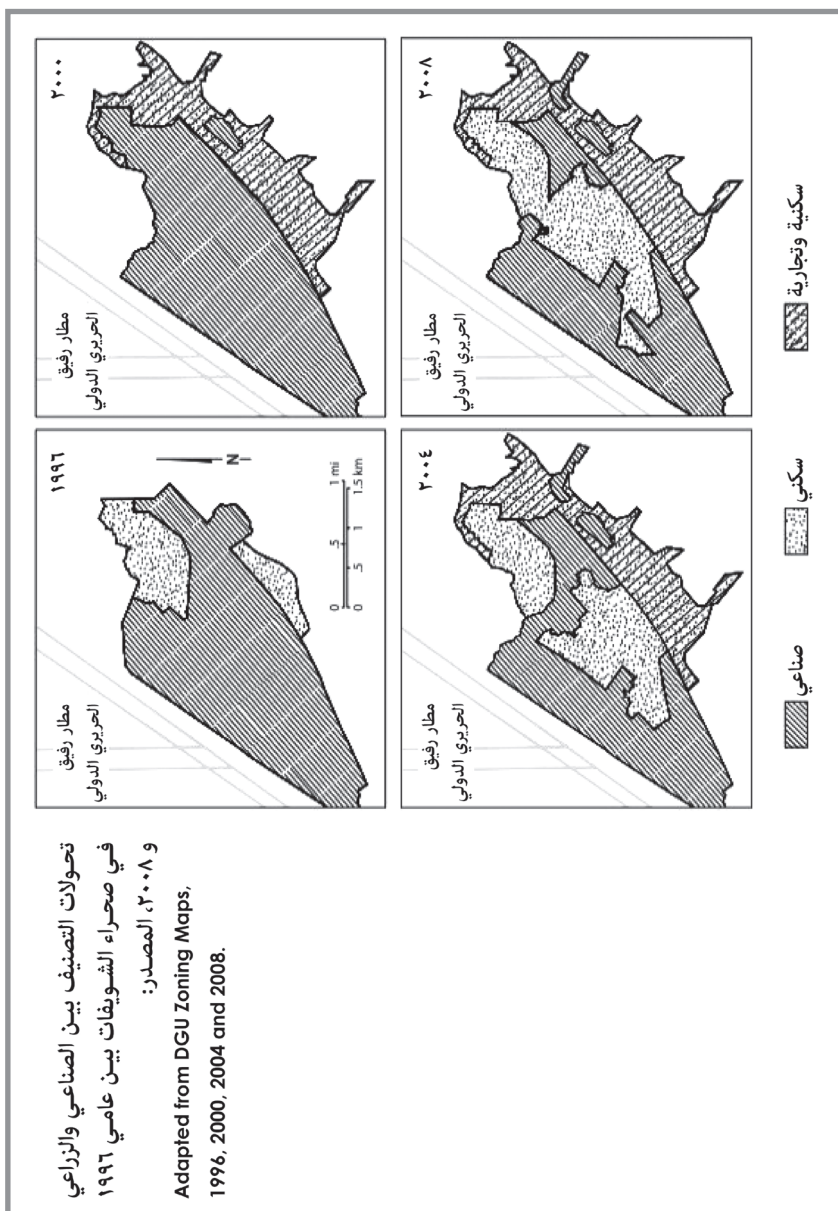 تحولات التصنيف بين الصناعي والزراعي
في صحراء الشويفات بين عامي ١٩٩٦
و ٢٠٠٨، المصدر:
Adapted from DGU Zoning Maps,
1996, 2000, 2004 and 2008.
١٩٩٦
مطار رفيق
الحريري الدولي
N
0 .5 1 mi
0 .5 1 1.5 km
٢٠٠٠
مطار رفيق
الحريري الدولي
٢٠٠٤
مطار رفيق
الحريري الدولي
٢٠٠٨
مطار رفيق
الحريري الدولي
صناعي
سكني
سكنية وتجارية